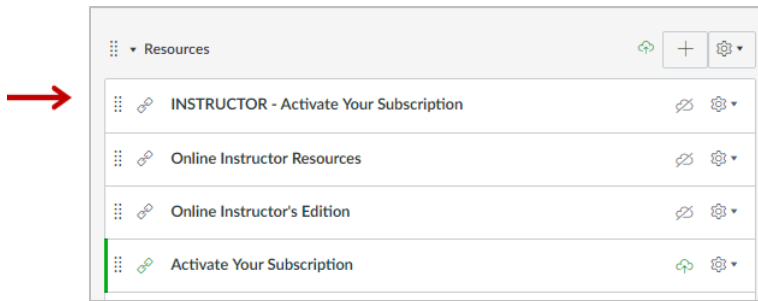 Resources
INSTRUCTOR - Activate Your Subscription
Online Instructor Resources
Online Instructor's Edition
Activate Your Subscription